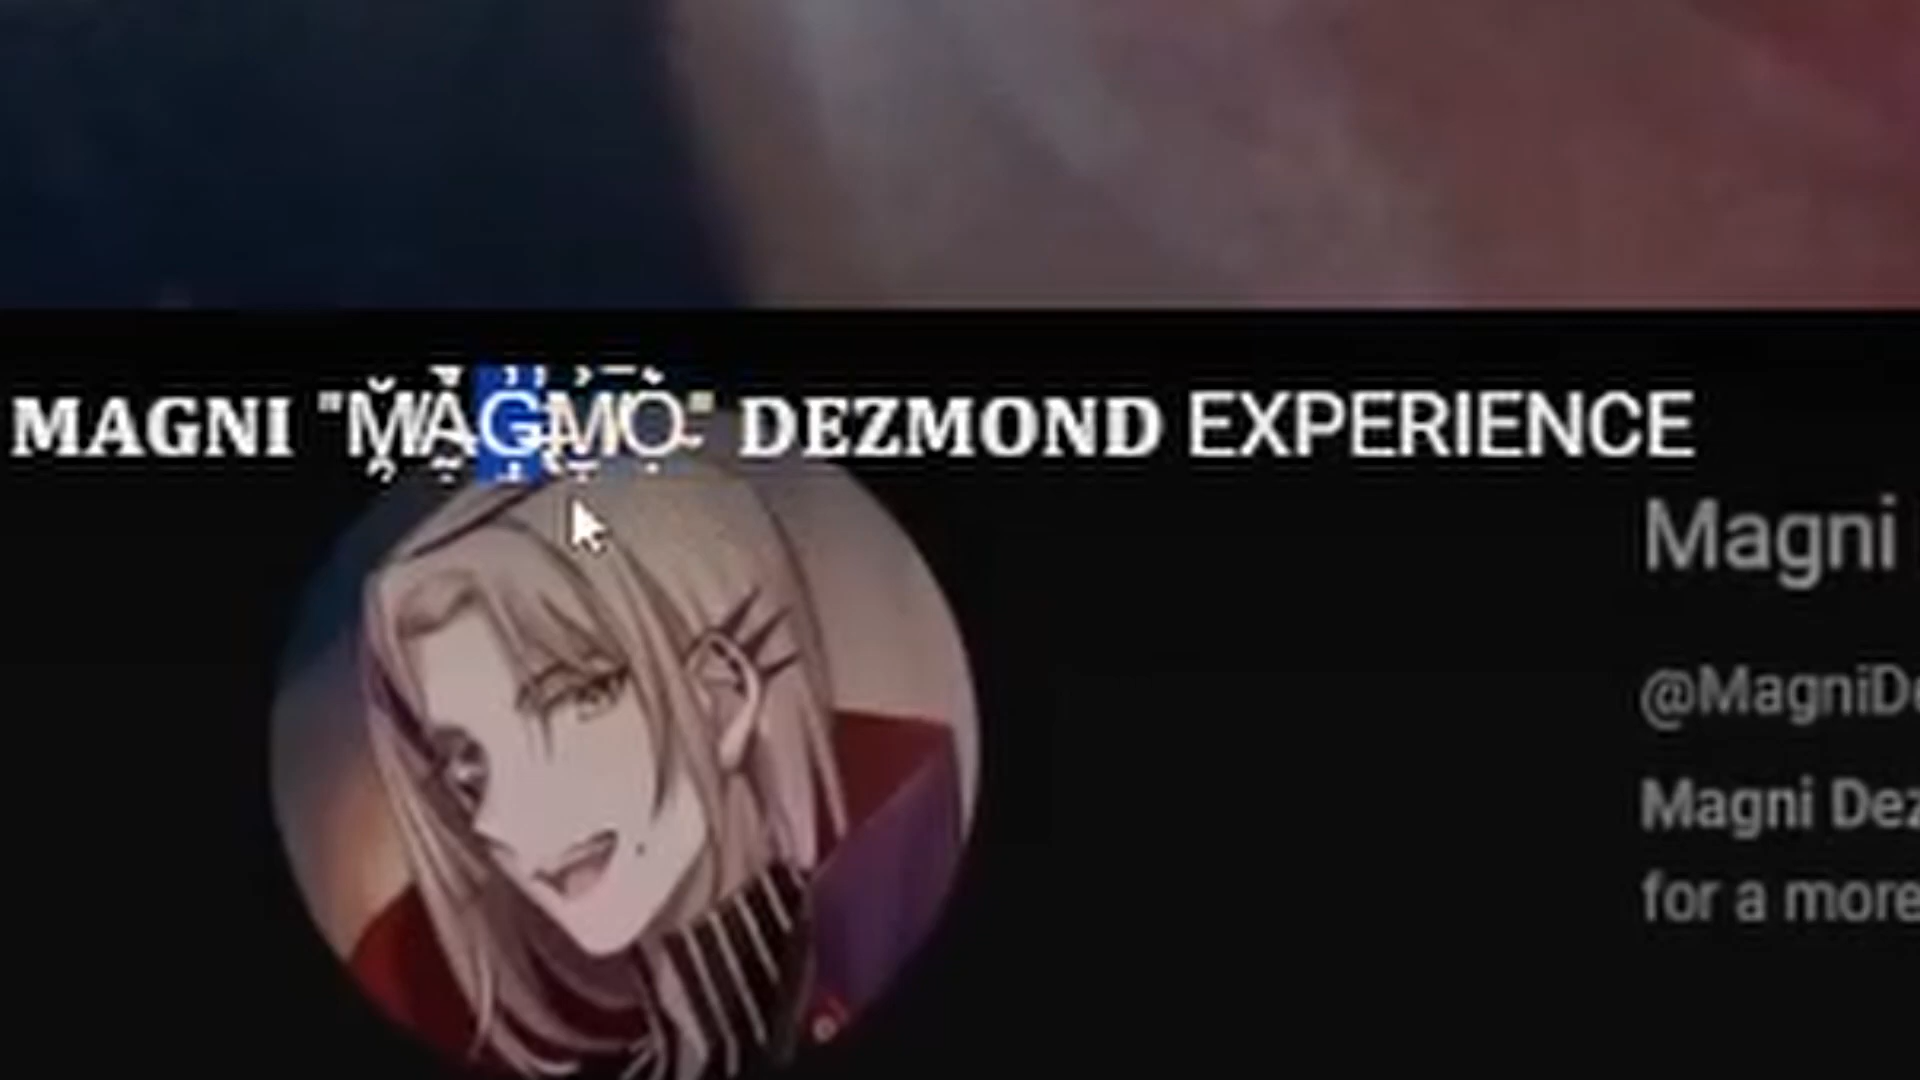 MAGNI "MAGMO" DEZMOND EXPERIENCE
Magni
@MagniDe
Magni Dez
for a more